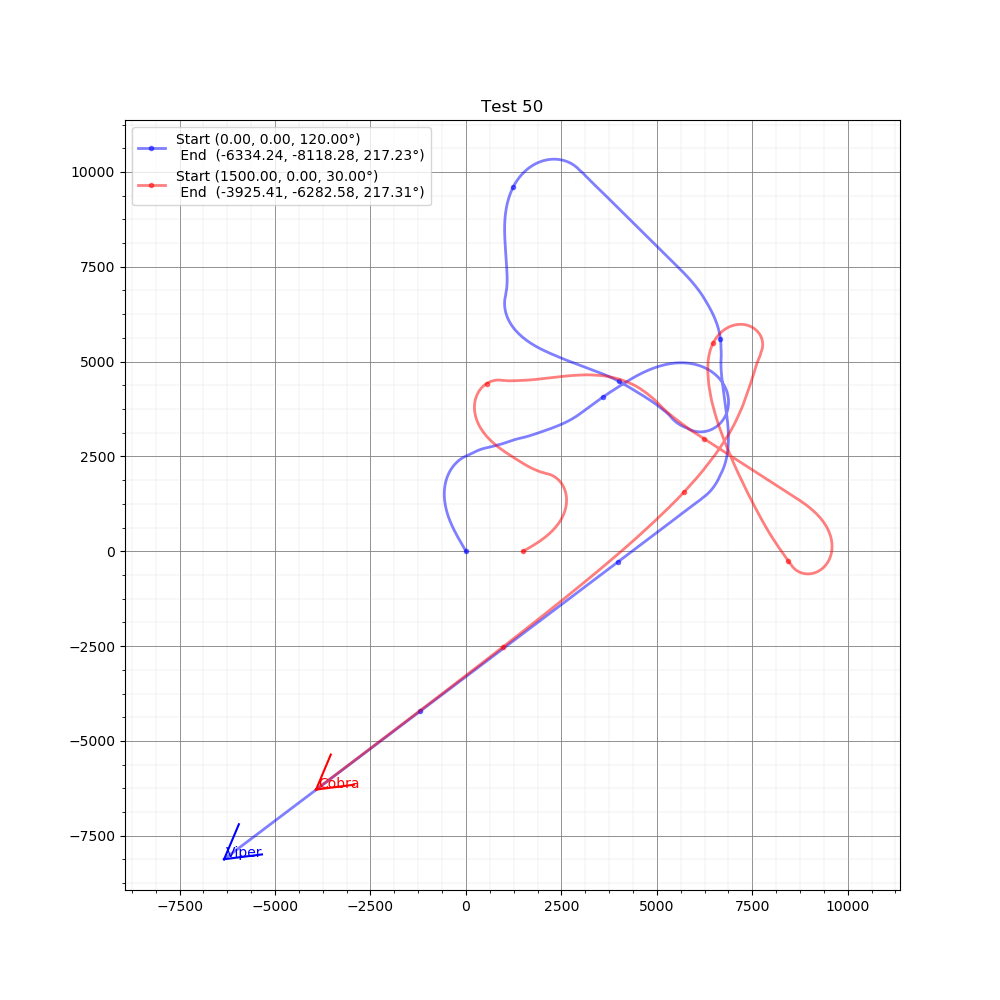 Test 50
Start (0.00, 0.00, 120.00°)
End (-6334.24, -8118.28, 217.23°)
Start (1500.00, 0.00, 30.00°)
End (-3925.41, -6282.58, 217.31°)
10000
7500
5000
2500
0
−2500
−5000
−7500
Cobra
Viper
−7500 −5000 −2500 0 2500 5000 7500 10000